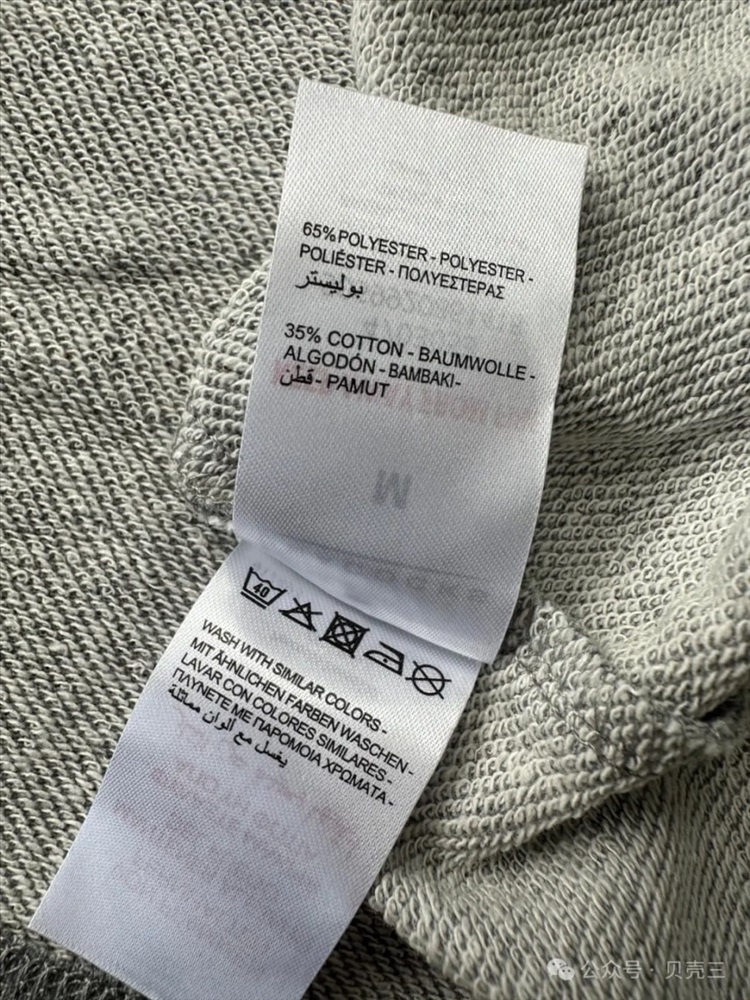 65% POLYESTER - POLYESTER -
POLIÉSTER - ΠΟΛΥΕΣΤΕΡΑΣ
بوليستر
35% COTTON - BAUMWOLLE -
ALGODÓN - BAMBAKI -
قطن - PAMUT
M
40
WASH WITH SIMILAR COLORS -
MIT ÄHNLICHEN FARBEN WASCHEN -
LAVAR CON COLORES SIMILARES -
ΠΛΥΝΕΤΕ ΜΕ ΠΑΡΟΜΟΙΑ ΧΡΩΜΑΤΑ -
يغسل مع ألوان مماثلة
公众号 · 贝壳三